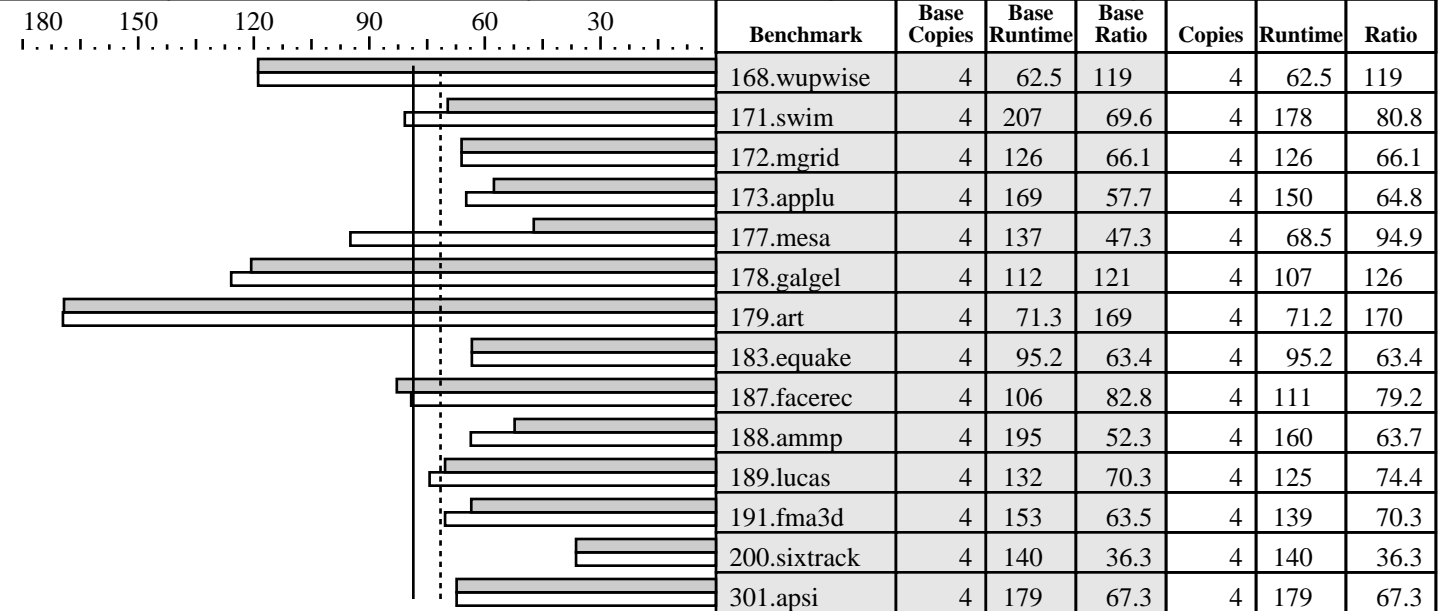 180 150 120 90 60 30
Benchmark Base Copies Base Runtime Base Ratio Copies Runtime Ratio
168.wupwise 4 62.5 119 4 62.5 119
171.swim 4 207 69.6 4 178 80.8
172.mgrid 4 126 66.1 4 126 66.1
173.applu 4 169 57.7 4 150 64.8
177.mesa 4 137 47.3 4 68.5 94.9
178.galgel 4 112 121 4 107 126
179.art 4 71.3 169 4 71.2 170
183.equake 4 95.2 63.4 4 95.2 63.4
187.facerec 4 106 82.8 4 111 79.2
188.ammp 4 195 52.3 4 160 63.7
189.lucas 4 132 70.3 4 125 74.4
191.fma3d 4 153 63.5 4 139 70.3
200.sixtrack 4 140 36.3 4 140 36.3
301.apsi 4 179 67.3 4 179 67.3